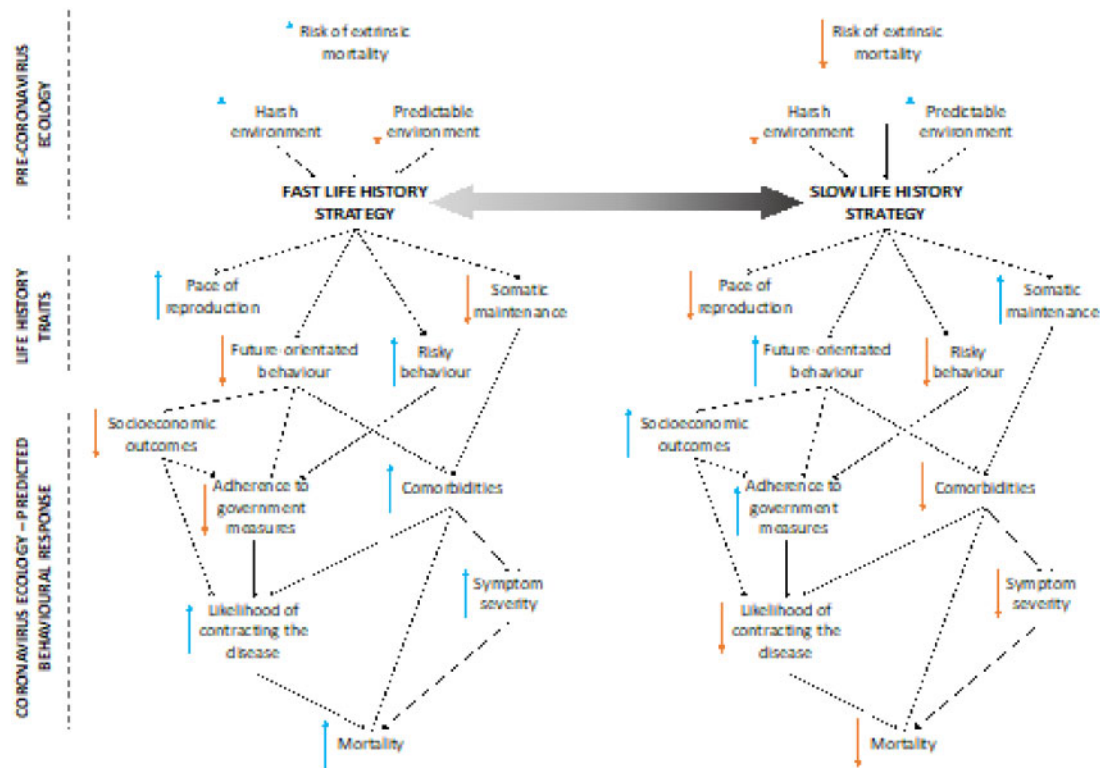 PRE-CORONAVIRUS
ECOLOGY
Risk of extrinsic
mortality
Harsh
environment
Predictable
environment
FAST LIFE HISTORY
STRATEGY
Risk of extrinsic
mortality
Harsh
environment
Predictable
environment
SLOW LIFE HISTORY
STRATEGY
LIFE HISTORY
TRAITS
Pace of
reproduction
Somatic
maintenance
Future-orientated
behaviour
Risky
behaviour
Pace of
reproduction
Somatic
maintenance
Future-orientated
behaviour
Risky
behaviour
CORONAVIRUS ECOLOGY – PREDICTED
BEHAVIOURAL RESPONSE
Socioeconomic
outcomes
Adherence to
government
measures
Comorbidities
Likelihood of
contracting the
disease
Symptom
severity
Mortality
Socioeconomic
outcomes
Adherence to
government
measures
Comorbidities
Likelihood of
contracting the
disease
Symptom
severity
Mortality